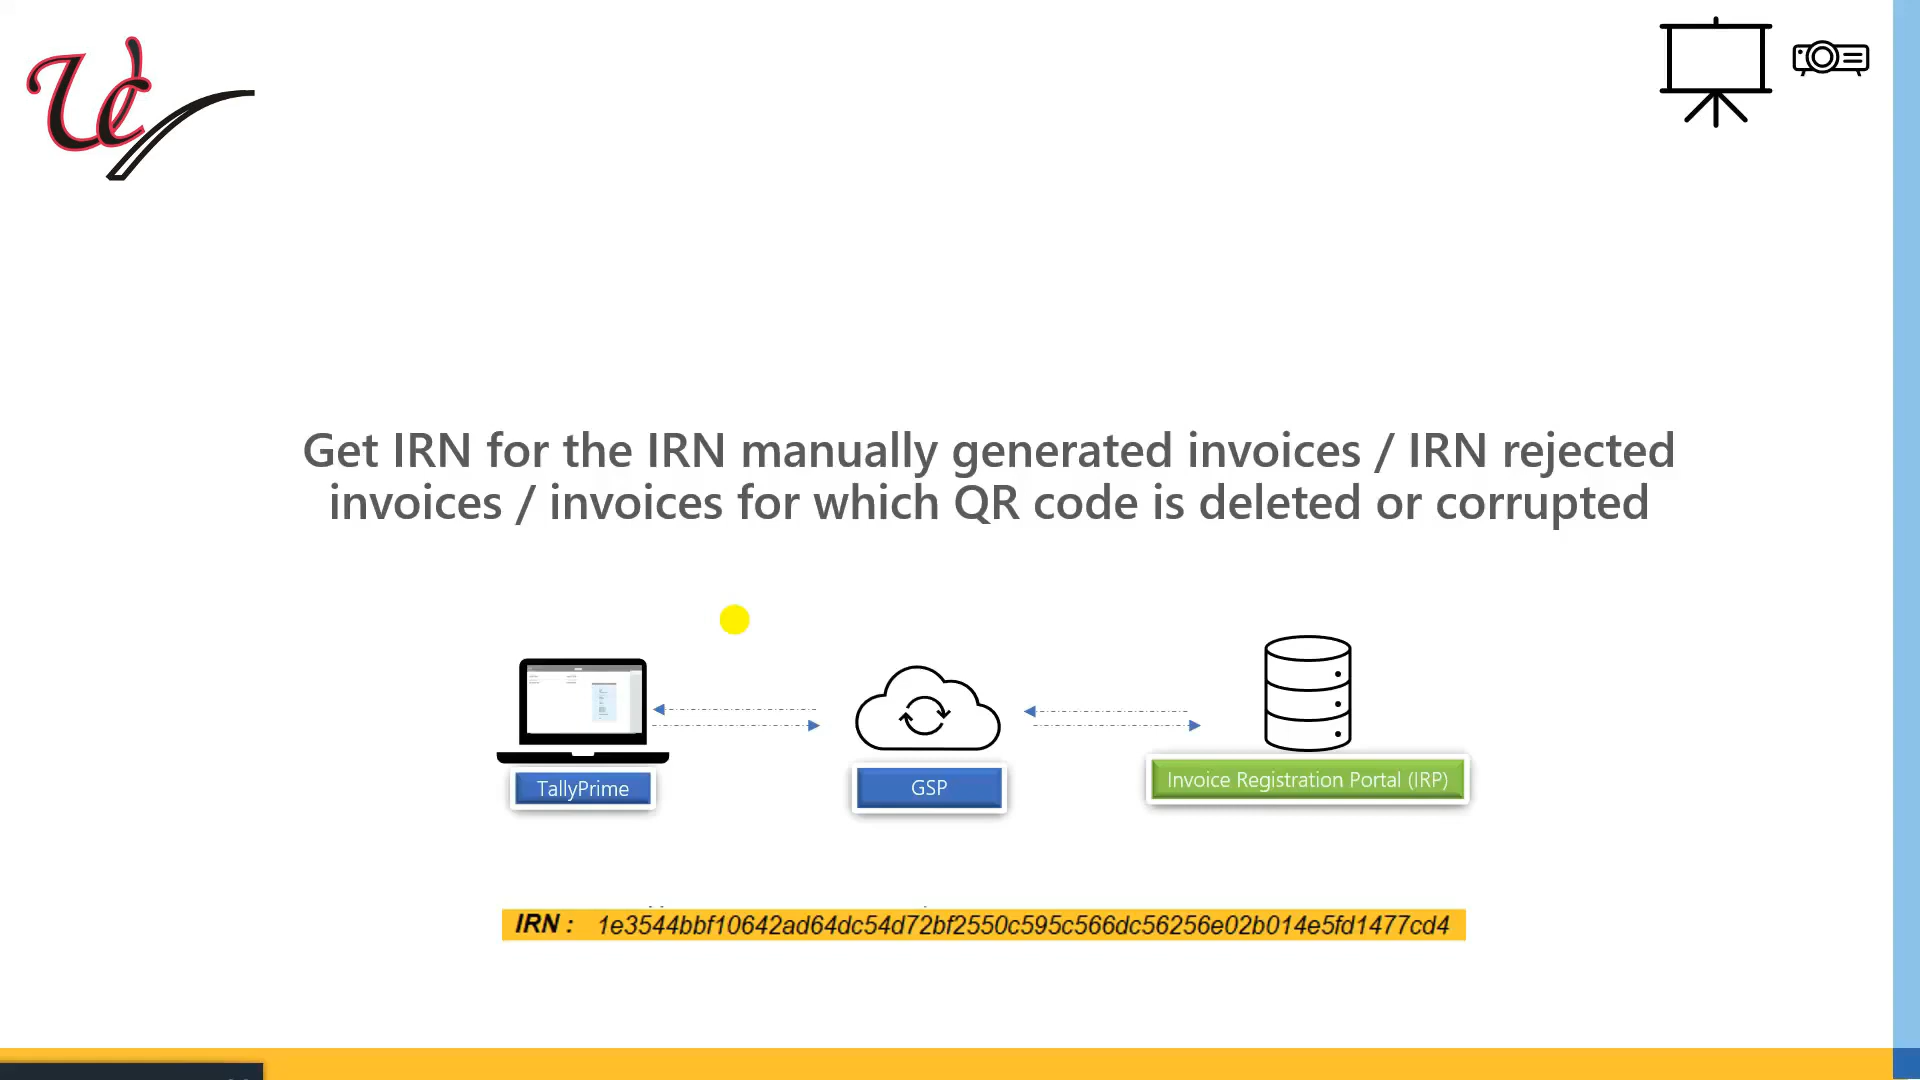 Get IRN for the IRN manually generated invoices / IRN rejected
invoices / invoices for which QR code is deleted or corrupted
TallyPrime
GSP
Invoice Registration Portal (IRP)
IRN : 1e3544bbf10642ad64dc54d72bf2550c595c566dc56256e02b014e5fd1477cd4